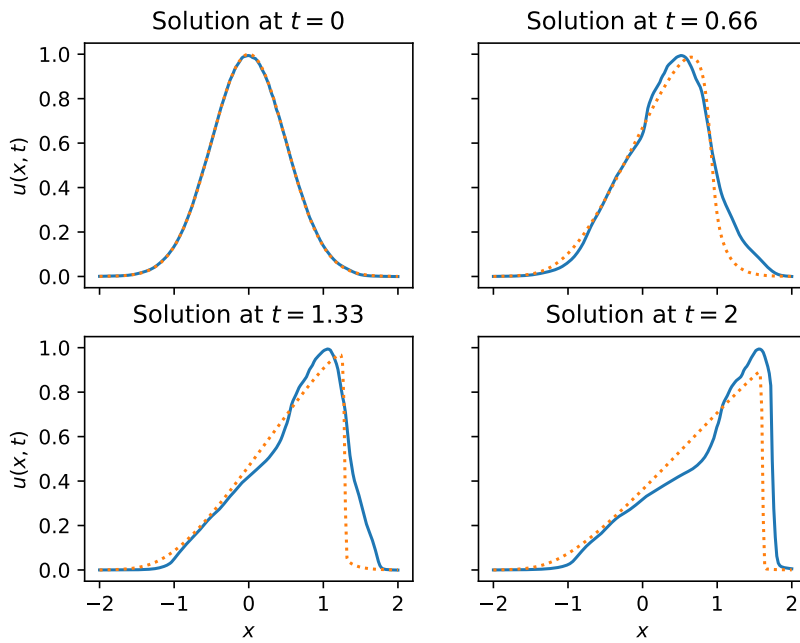 Solution at t = 0
Solution at t = 0.66
u(x, t)
1.0
0.8
0.6
0.4
0.2
0.0
Solution at t = 1.33
Solution at t = 2
u(x, t)
1.0
0.8
0.6
0.4
0.2
0.0
−2
−1
0
1
2
−2
−1
0
1
2
x
x